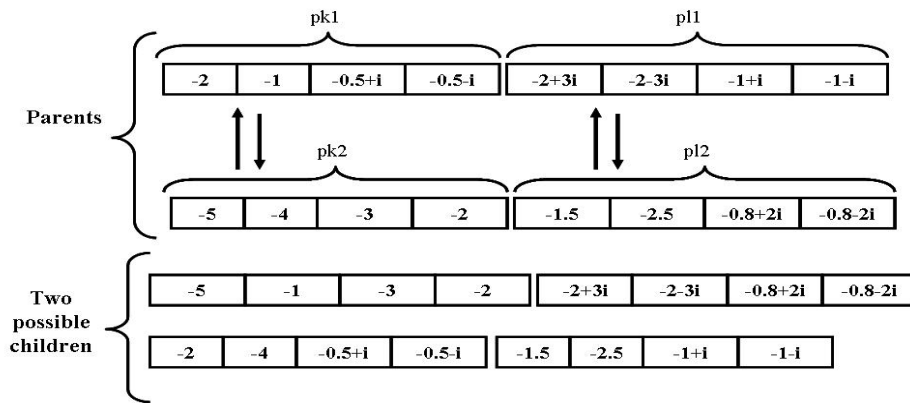 pk1 pl1
-2 -1 -0.5+i -0.5-i -2+3i -2-3i -1+i -1-i
Parents
pk2 pl2
-5 -4 -3 -2 -1.5 -2.5 -0.8+2i -0.8-2i
Two
possible
children
-5 -1 -3 -2 -2+3i -2-3i -0.8+2i -0.8-2i
-2 -4 -0.5+i -0.5-i -1.5 -2.5 -1+i -1-i